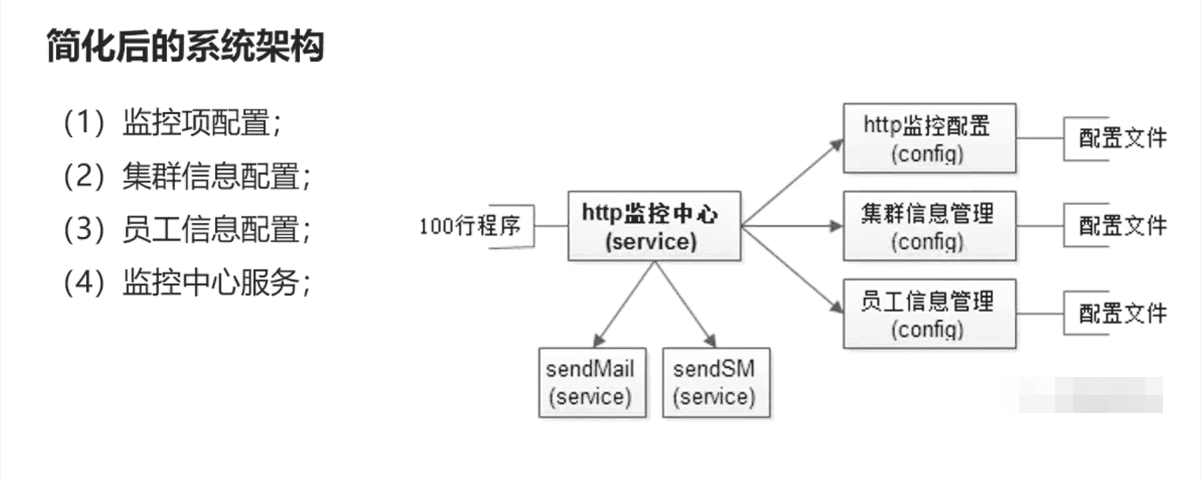 简化后的系统架构
（1）监控项配置；
（2）集群信息配置；
（3）员工信息配置；
（4）监控中心服务；
100行程序
http监控中心
(service)
http监控配置
(config)
配置文件
集群信息管理
(config)
配置文件
员工信息管理
(config)
配置文件
sendMail
(service)
sendSM
(service)